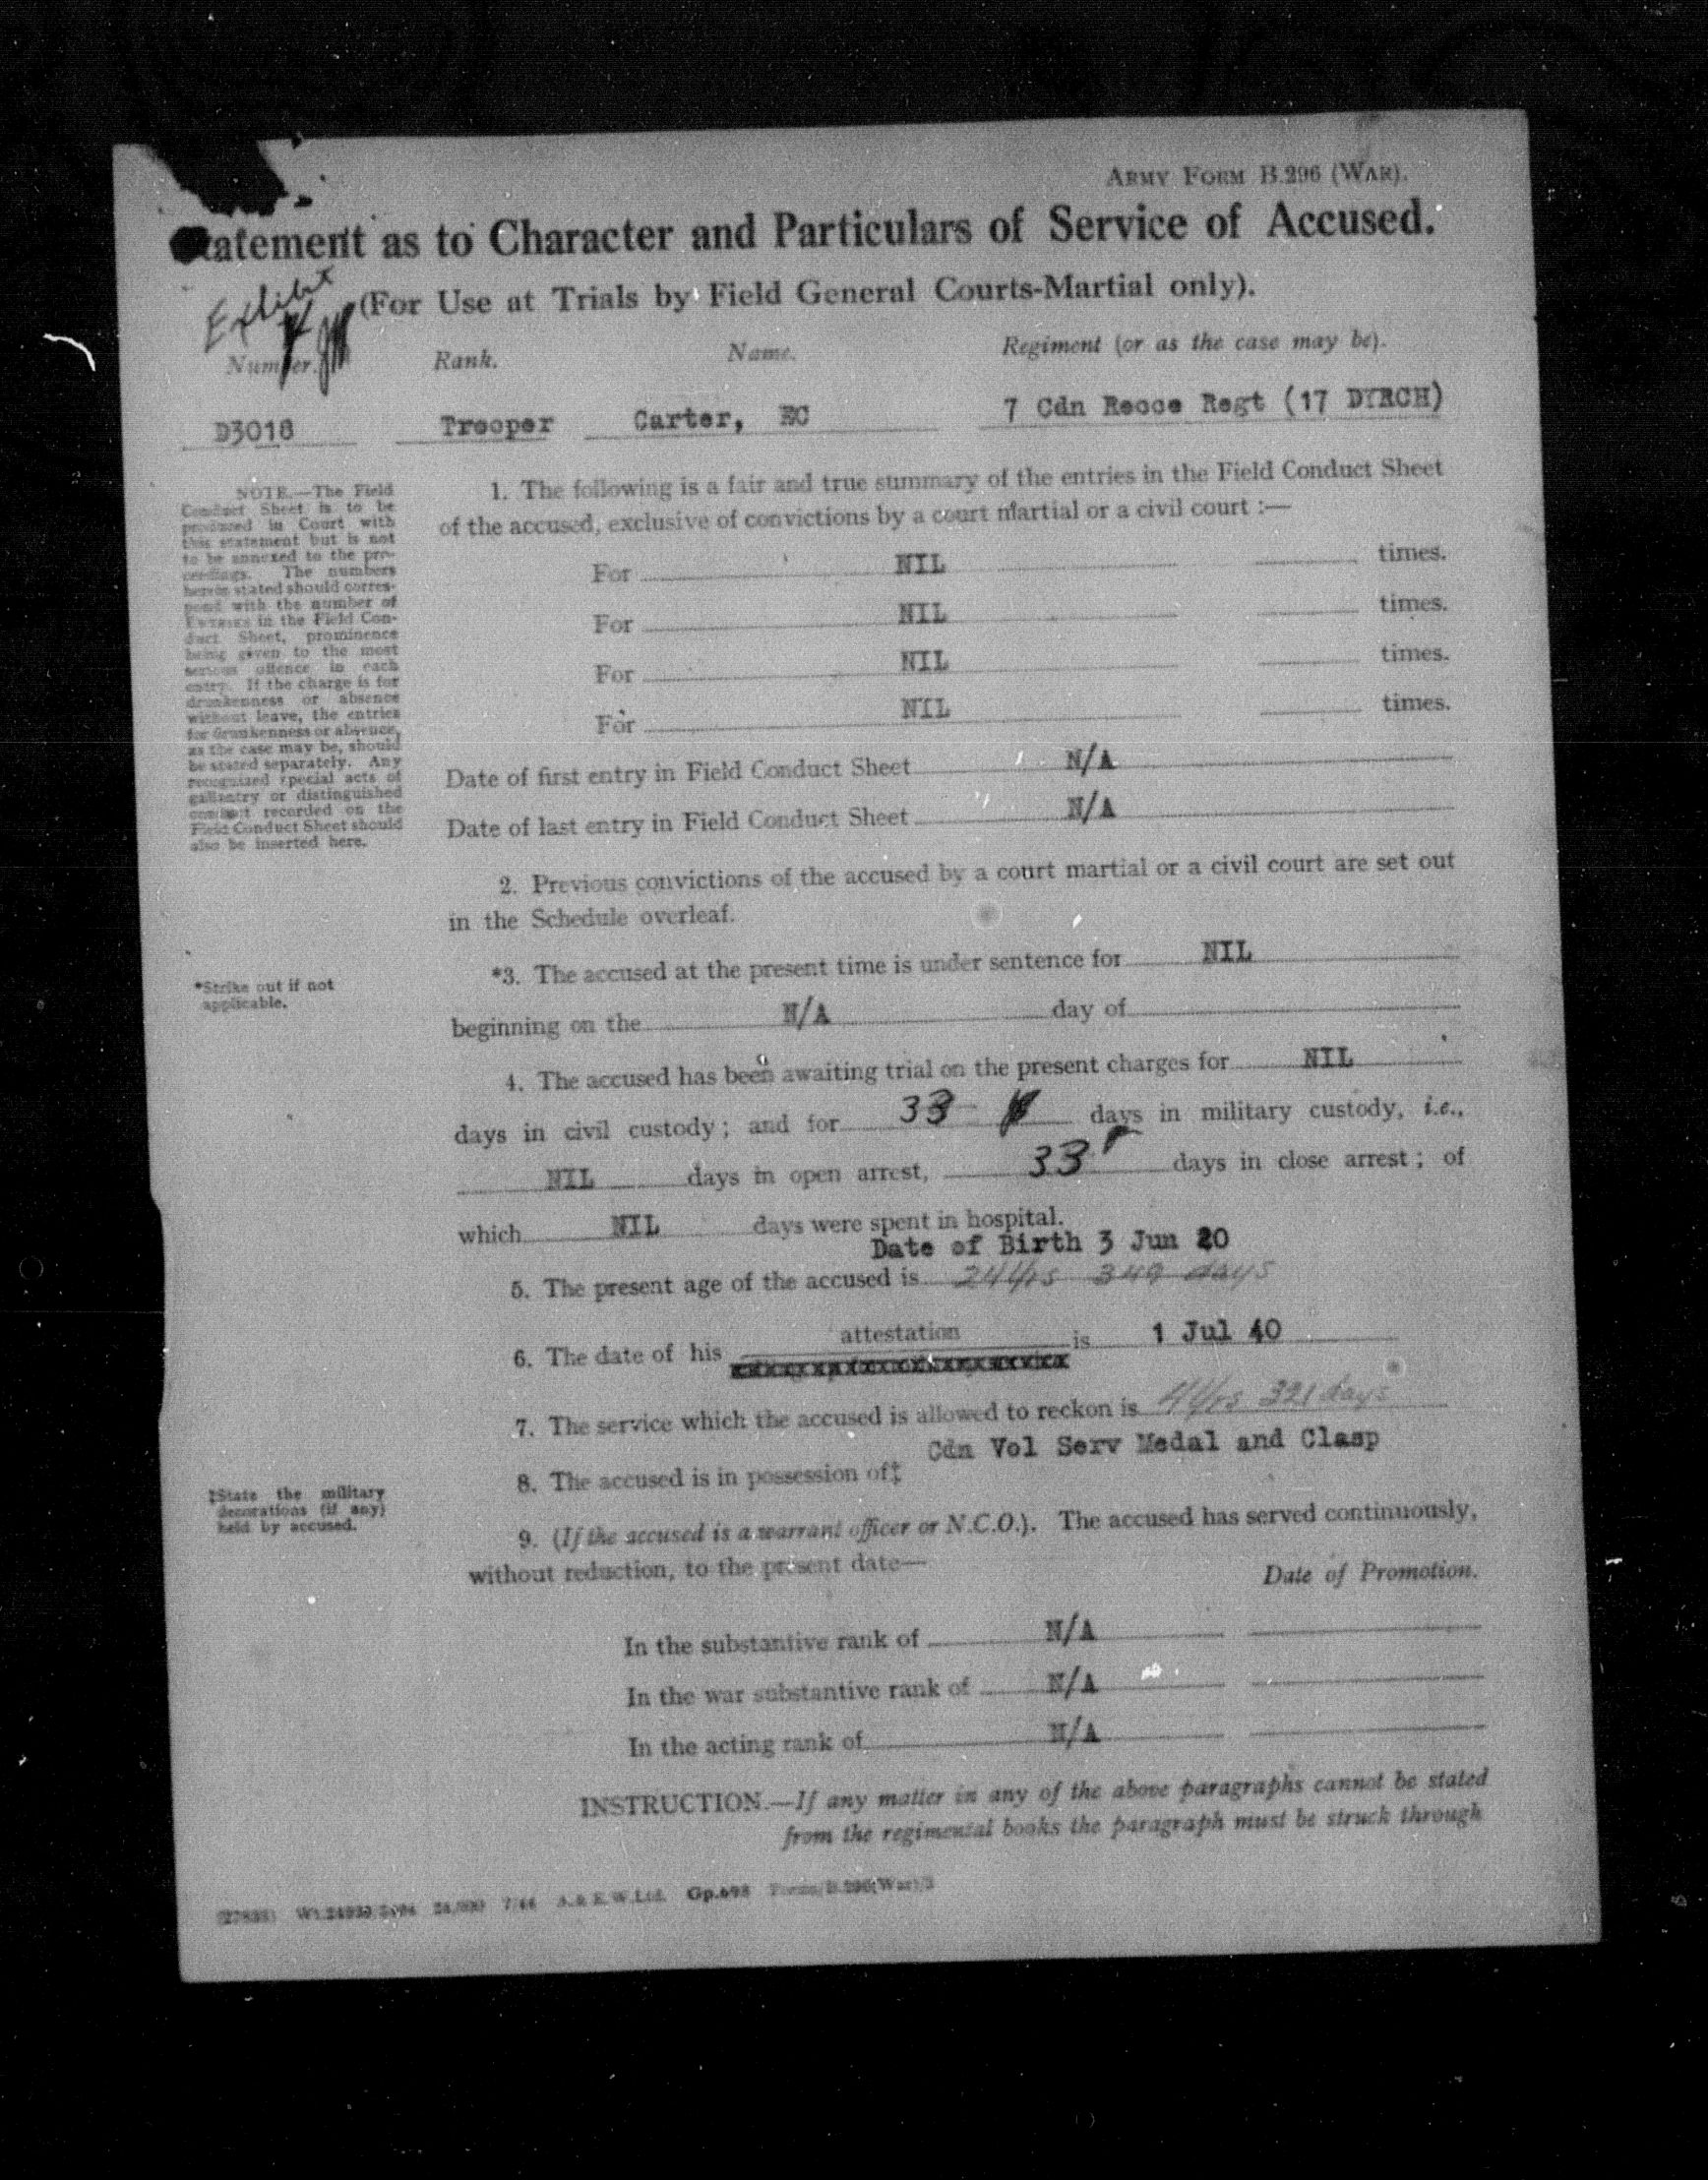 ARMY FORM B.296 (WAR).
atement as to Character and Particulars of Service of Accused.
(For Use at Trials by Field General Courts-Martial only).
Exhibit
Number. Rank. Name. Regiment (or as the case may be).
D3018 Trooper Carter, EC 7 Cdn Recce Regt (17 DYRCH)
NOTE.—The Field
Conduct Sheet is to be
produced in Court with
this statement but is not
to be annexed to the pro-
ceedings. The numbers
hereon stated should corres-
pond with the number of
ENTRIES in the Field Con-
duct Sheet, prominence
being given to the most
serious offence in each
entry. If the charge is for
drunkenness or absence
without leave, the entries
for drunkenness or absence,
as the case may be, should
be stated separately. Any
recognized special acts of
gallantry or distinguished
conduct recorded on the
Field Conduct Sheet should
also be inserted here.
1. The following is a fair and true summary of the entries in the Field Conduct Sheet
of the accused, exclusive of convictions by a court martial or a civil court :—
For NIL times.
For NIL times.
For NIL times.
For NIL times.
Date of first entry in Field Conduct Sheet N/A
Date of last entry in Field Conduct Sheet N/A
2. Previous convictions of the accused by a court martial or a civil court are set out
in the Schedule overleaf.
*Strike out if not
applicable.
*3. The accused at the present time is under sentence for NIL
beginning on the N/A day of
4. The accused has been awaiting trial on the present charges for NIL
days in civil custody; and for 33 days in military custody, i.e.,
NIL days in open arrest, 33 days in close arrest; of
which NIL days were spent in hospital.
Date of Birth 3 Jun 20
5. The present age of the accused is 24 Yrs 349 days
6. The date of his attestation is 1 Jul 40
7. The service which the accused is allowed to reckon is 4 Yrs 321 days
Cdn Vol Serv Medal and Clasp
8. The accused is in possession of‡
‡State the military
decorations (if any)
held by accused.
9. (If the accused is a warrant officer or N.C.O.). The accused has served continuously,
without reduction, to the present date—
Date of Promotion.
In the substantive rank of N/A
In the war substantive rank of N/A
In the acting rank of N/A
INSTRUCTION.—If any matter in any of the above paragraphs cannot be stated
from the regimental books the paragraph must be struck through
7/44 A.& E.W.Ltd. Gp.698 Forms/B.296(War)/3